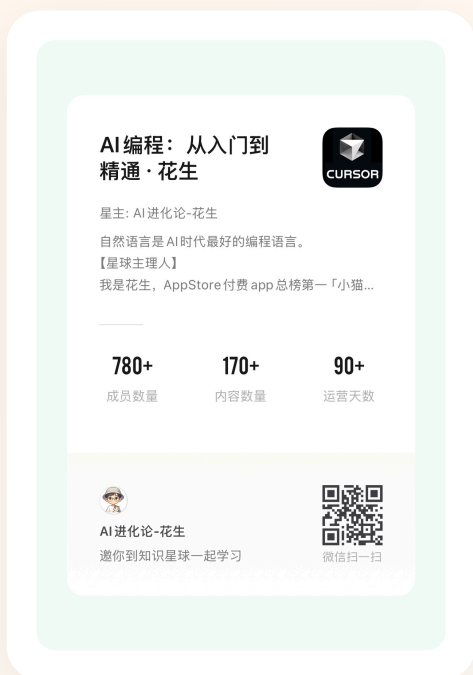 AI编程：从入门到
精通 · 花生
CURSOR
星主: AI进化论-花生
自然语言是AI时代最好的编程语言。
【星球主理人】
我是花生，AppStore付费app总榜第一「小猫...
780+
170+
90+
成员数量
内容数量
运营天数
AI进化论-花生
邀你到知识星球一起学习
微信扫一扫